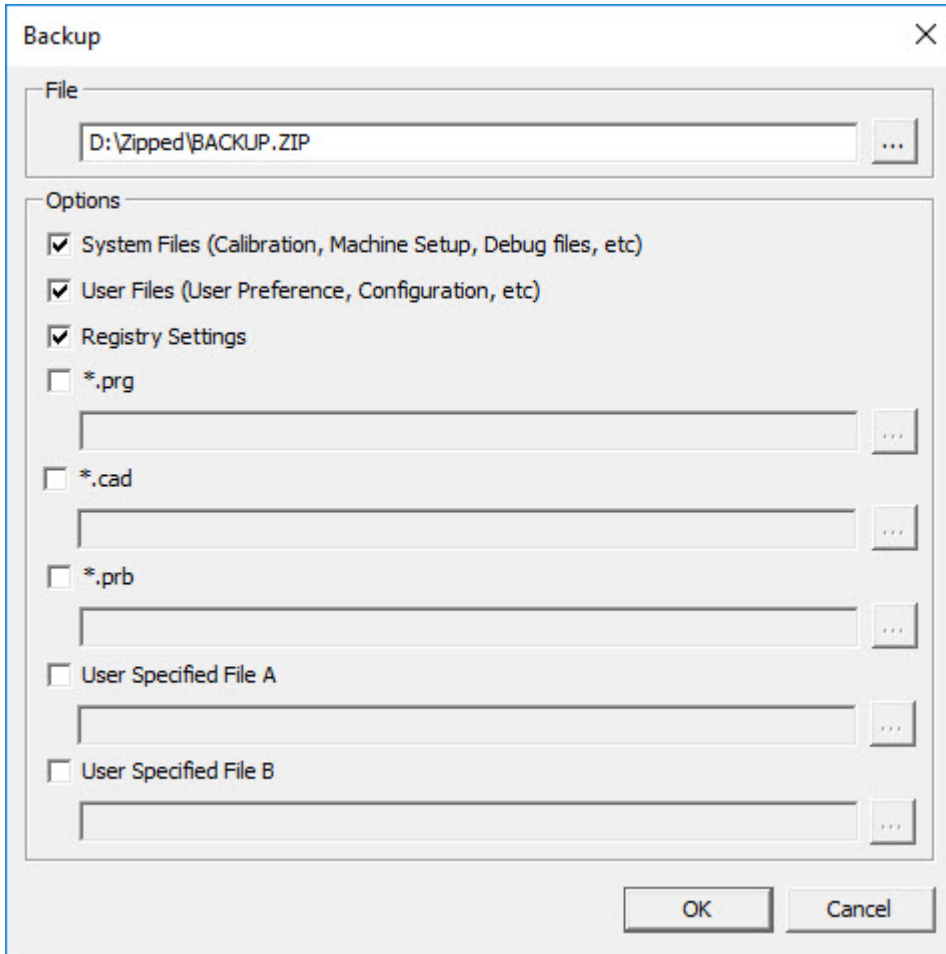 Backup
File
D:\Zipped\BACKUP.ZIP
...
Options
System Files (Calibration, Machine Setup, Debug files, etc)
User Files (User Preference, Configuration, etc)
Registry Settings
*.prg
...
*.cad
...
*.prb
...
User Specified File A
...
User Specified File B
...
OK Cancel